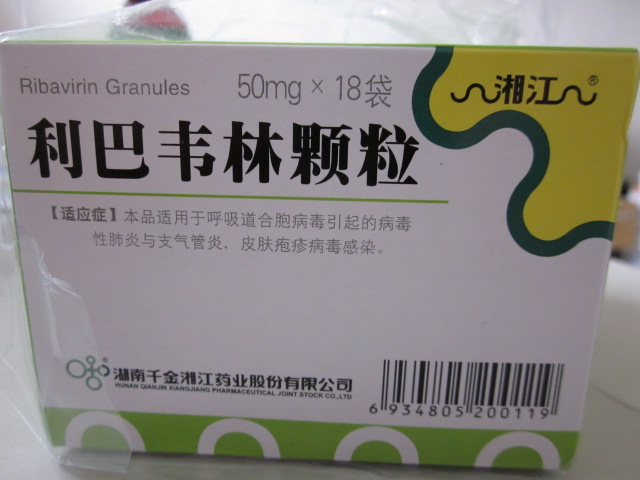 Ribavirin Granules 50mg×18袋
湘江®
利巴韦林颗粒
【适应症】本品适用于呼吸道合胞病毒引起的病毒
性肺炎与支气管炎,皮肤疱疹病毒感染。
湖南千金湘江药业股份有限公司
HUNAN QIANJIN XIANGJIANG PHARMACEUTICAL JOINT STOCK CO.,LTD
6 934805 200119